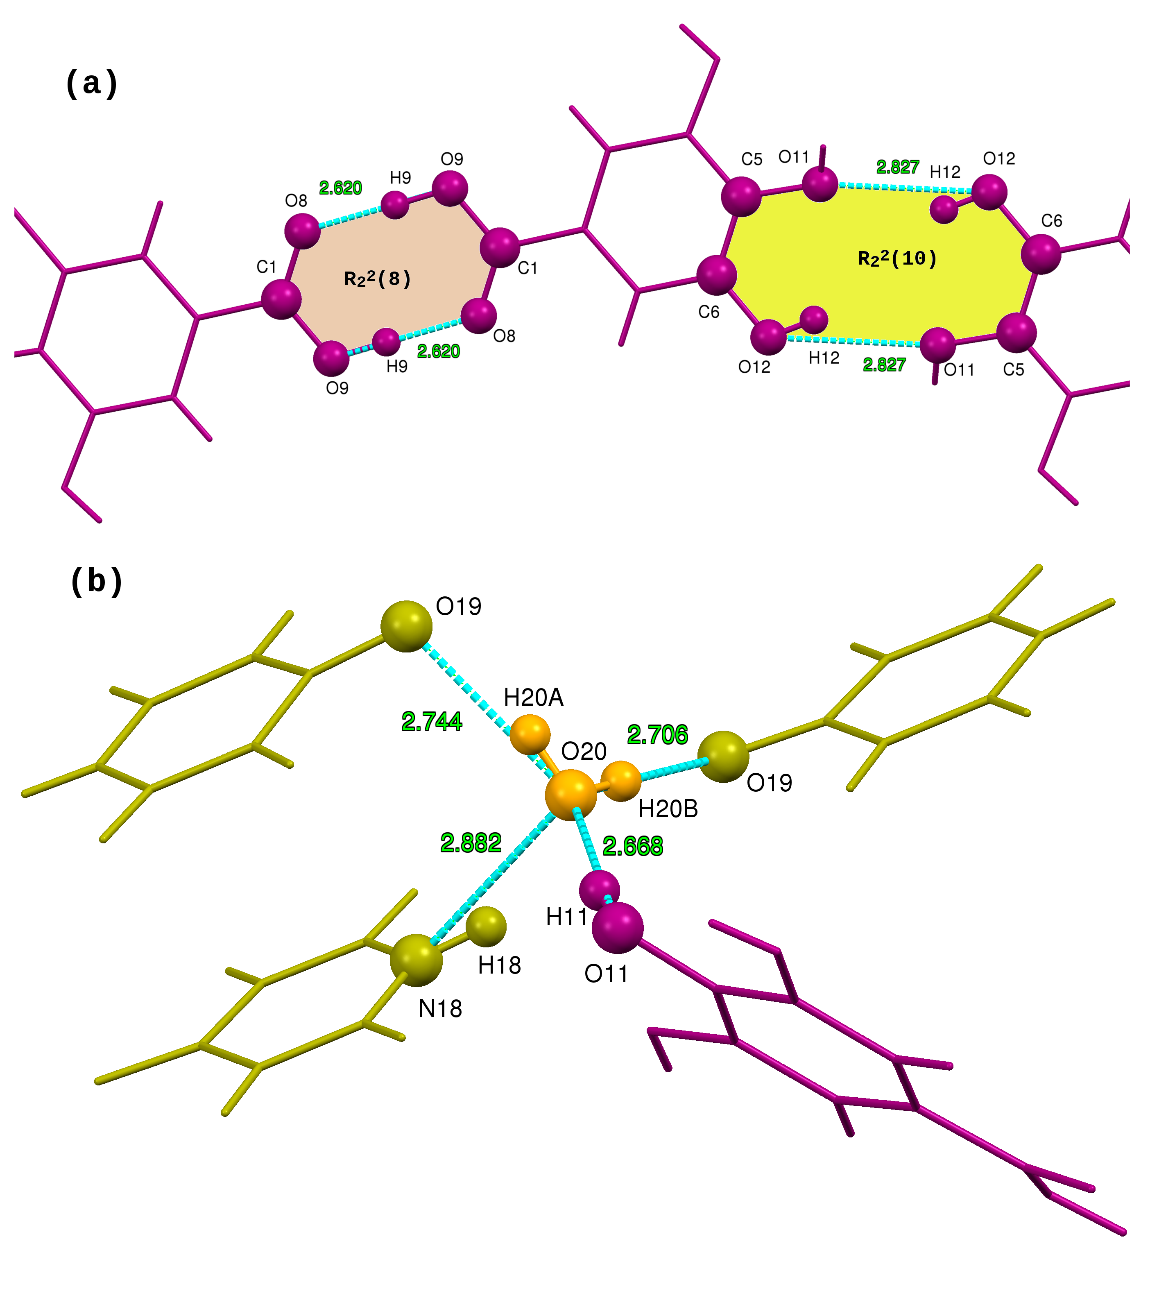 (a)
O9
C5
O11
O12
H9
2.827
H12
2.620
O8
C6
C1
C1
R₂²(8)
R₂²(10)
C6
O8
2.620
O12
H12
2.827
O11
C5
H9
O9
(b)
O19
H20A
2.744
O20
2.706
O19
H20B
2.882
2.668
H11
H18
O11
N18